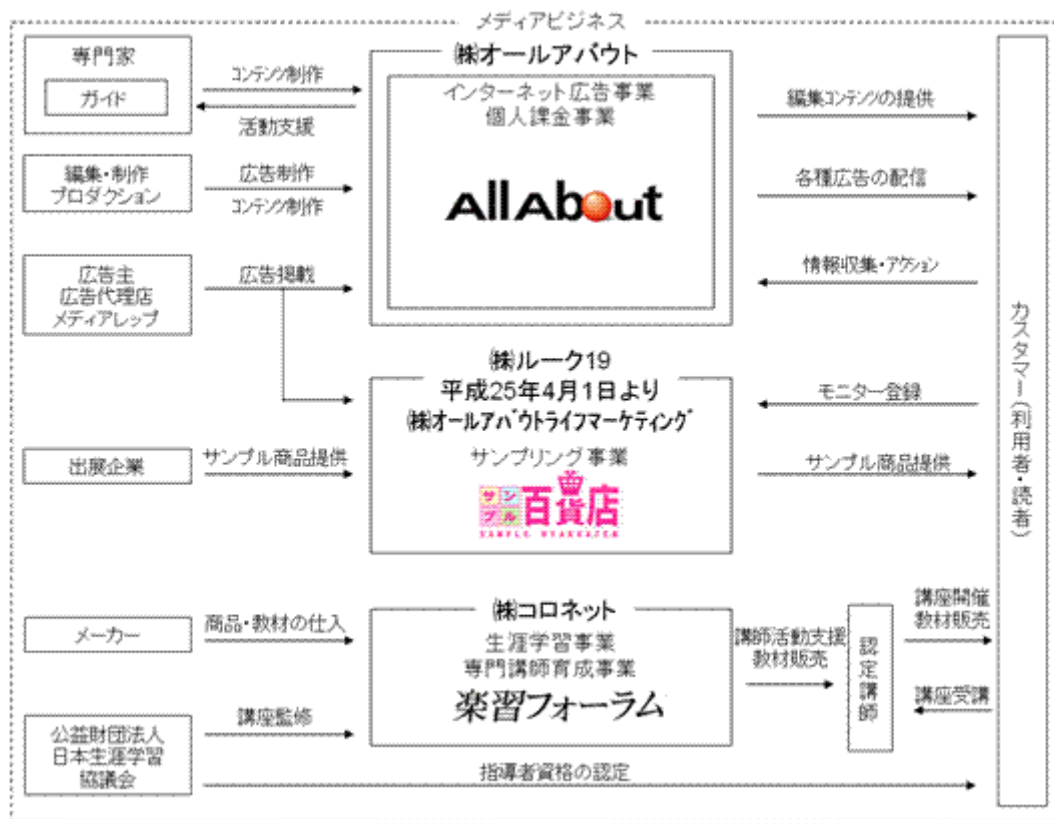 メディアビジネス
専門家
ガイド
コンテンツ制作
活動支援
㈱オールアバウト
インターネット広告事業
個人課金事業
AllAbout
編集コンテンツの提供
編集・制作
プロダクション
広告制作
コンテンツ制作
各種広告の配信
広告主
広告代理店
メディアレップ
広告掲載
情報収集・アクション
カスタマー(利用者・読者)
㈱ルーク19
平成25年4月1日より
㈱オールアバウトライフマーケティング
サンプリング事業
サンプル百貨店
SAMPLE HYAKKATEN
モニター登録
出展企業
サンプル商品提供
サンプル商品提供
メーカー
商品・教材の仕入
㈱コロネット
生涯学習事業
専門講師育成事業
楽習フォーラム
講師活動支援
教材販売
認定講師
講座開催
教材販売
講座受講
公益財団法人
日本生涯学習
協議会
講座監修
指導者資格の認定